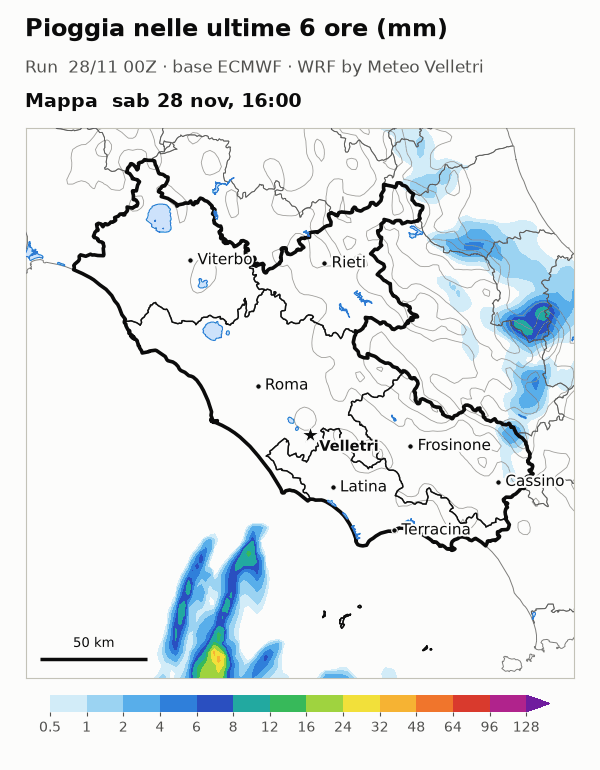 Pioggia nelle ultime 6 ore (mm)
Run  28/11 00Z · base ECMWF · WRF by Meteo Velletri
Mappa  sab 28 nov, 16:00
Viterbo
Rieti
Roma
Velletri
Frosinone
Cassino
Latina
Terracina
50 km
0.5 1 2 4 6 8 12 16 24 32 48 64 96 128